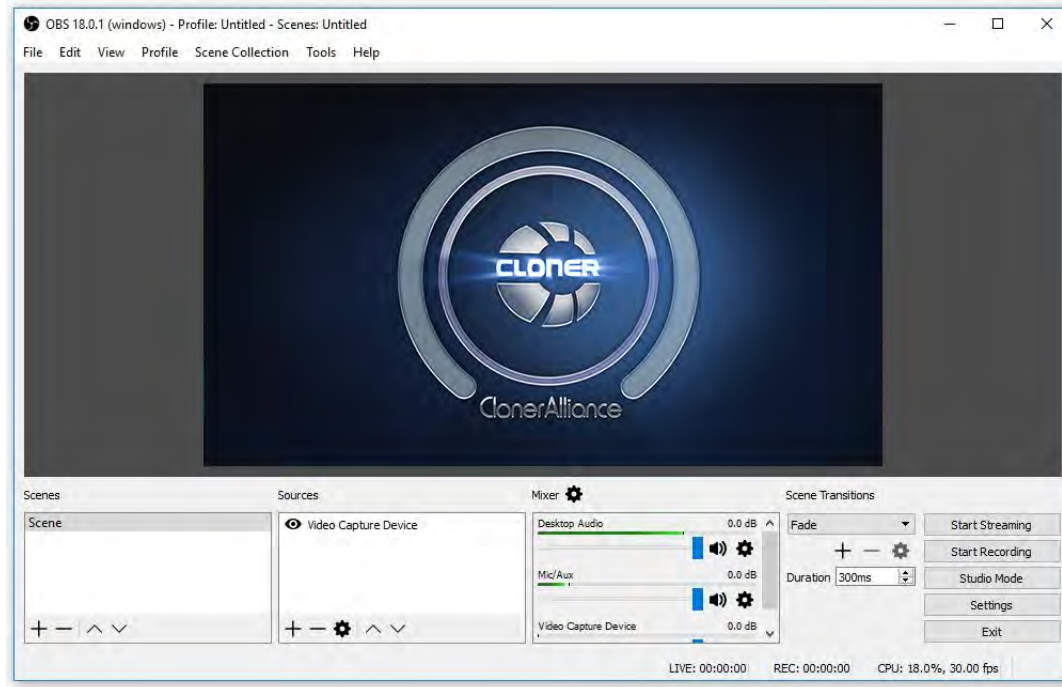 OBS 18.0.1 (windows) - Profile: Untitled - Scenes: Untitled
File Edit View Profile Scene Collection Tools Help
CLONER
ClonerAlliance
Scenes
Scene
Sources
Video Capture Device
Mixer
Desktop Audio 0.0 dB
Mic/Aux 0.0 dB
Video Capture Device 0.0 dB
Scene Transitions
Fade
Duration 300ms
Start Streaming
Start Recording
Studio Mode
Settings
Exit
LIVE: 00:00:00 REC: 00:00:00 CPU: 18.0%, 30.00 fps